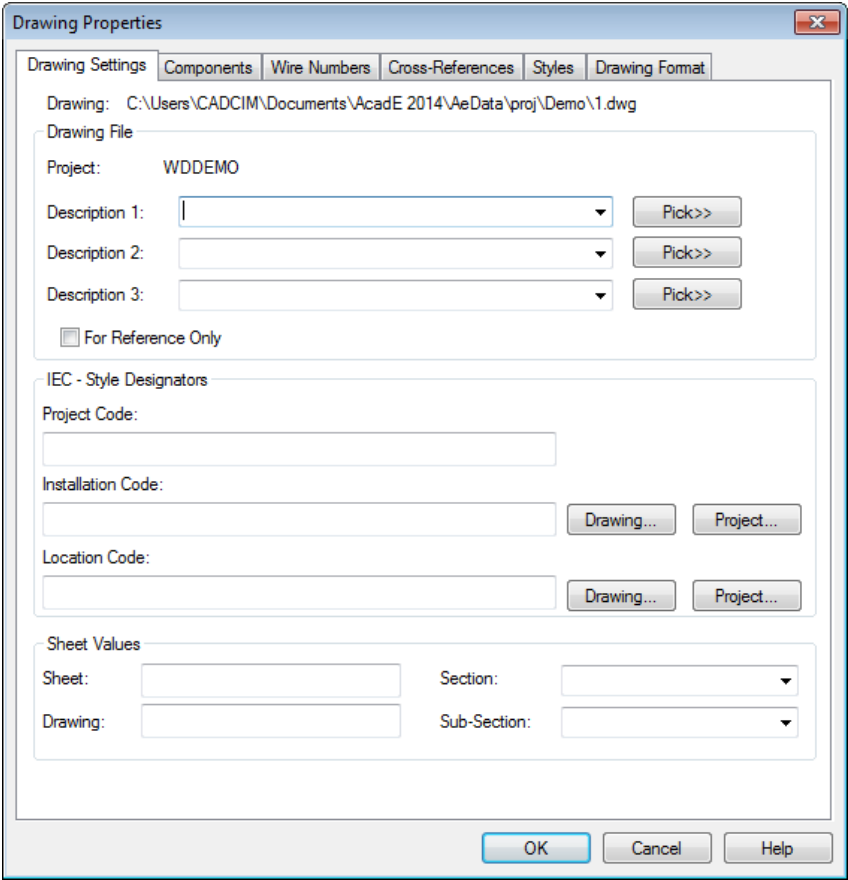 Drawing Properties
Drawing Settings Components Wire Numbers Cross-References Styles Drawing Format
Drawing: C:\Users\CADCIM\Documents\AcadE 2014\AeData\proj\Demo\1.dwg
Drawing File
Project: WDDEMO
Description 1: Pick>>
Description 2: Pick>>
Description 3: Pick>>
For Reference Only
IEC - Style Designators
Project Code:
Installation Code:
Drawing... Project...
Location Code:
Drawing... Project...
Sheet Values
Sheet: Section:
Drawing: Sub-Section:
OK Cancel Help